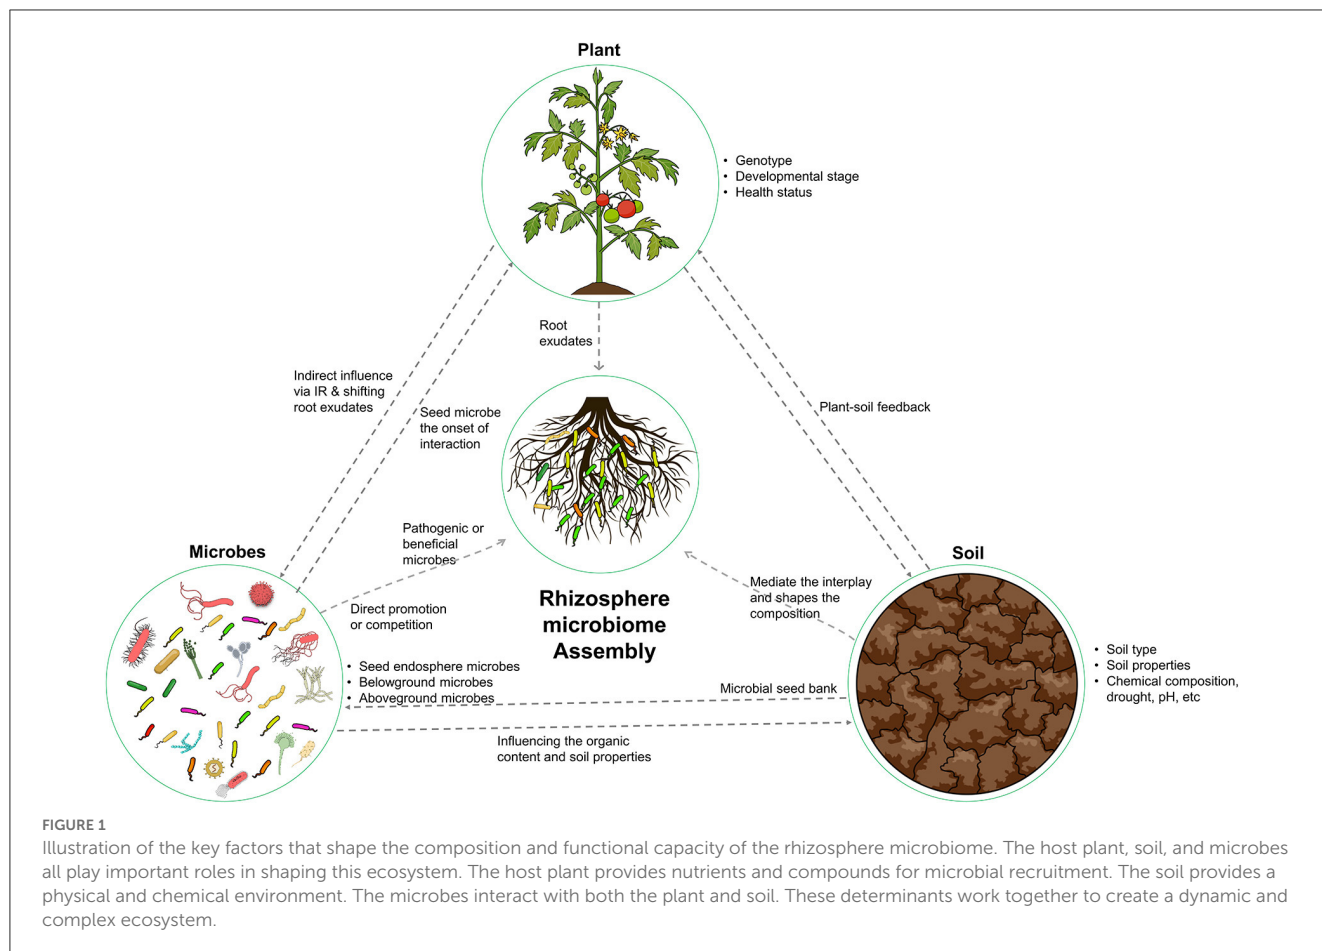 Plant
• Genotype
• Developmental stage
• Health status
Root
exudates
Indirect influence
via IR & shifting
root exudates
Seed microbe
the onset of
interaction
Plant-soil feedback
Pathogenic or
beneficial
microbes
Microbes
Soil
Direct promotion
or competition
Rhizosphere
microbiome
Assembly
Mediate the interplay
and shapes the
composition
• Seed endosphere microbes
• Belowground microbes
• Aboveground microbes
Microbial seed bank
• Soil type
• Soil properties
• Chemical composition,
drought, pH, etc
Influencing the organic
content and soil properties
FIGURE 1
Illustration of the key factors that shape the composition and functional capacity of the rhizosphere microbiome. The host plant, soil, and microbes
all play important roles in shaping this ecosystem. The host plant provides nutrients and compounds for microbial recruitment. The soil provides a
physical and chemical environment. The microbes interact with both the plant and soil. These determinants work together to create a dynamic and
complex ecosystem.